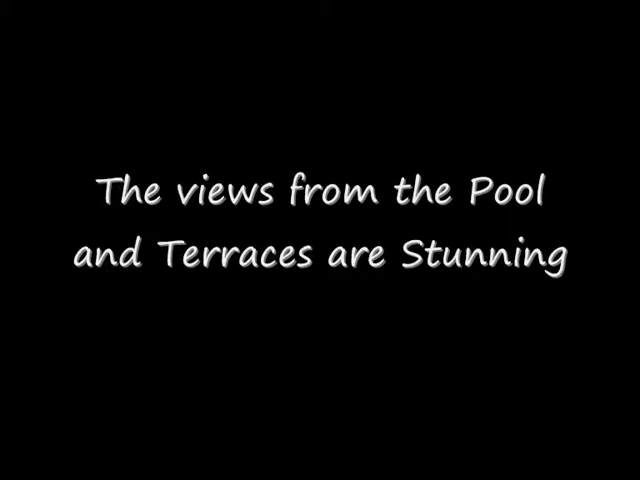 The views from the Pool
and Terraces are Stunning